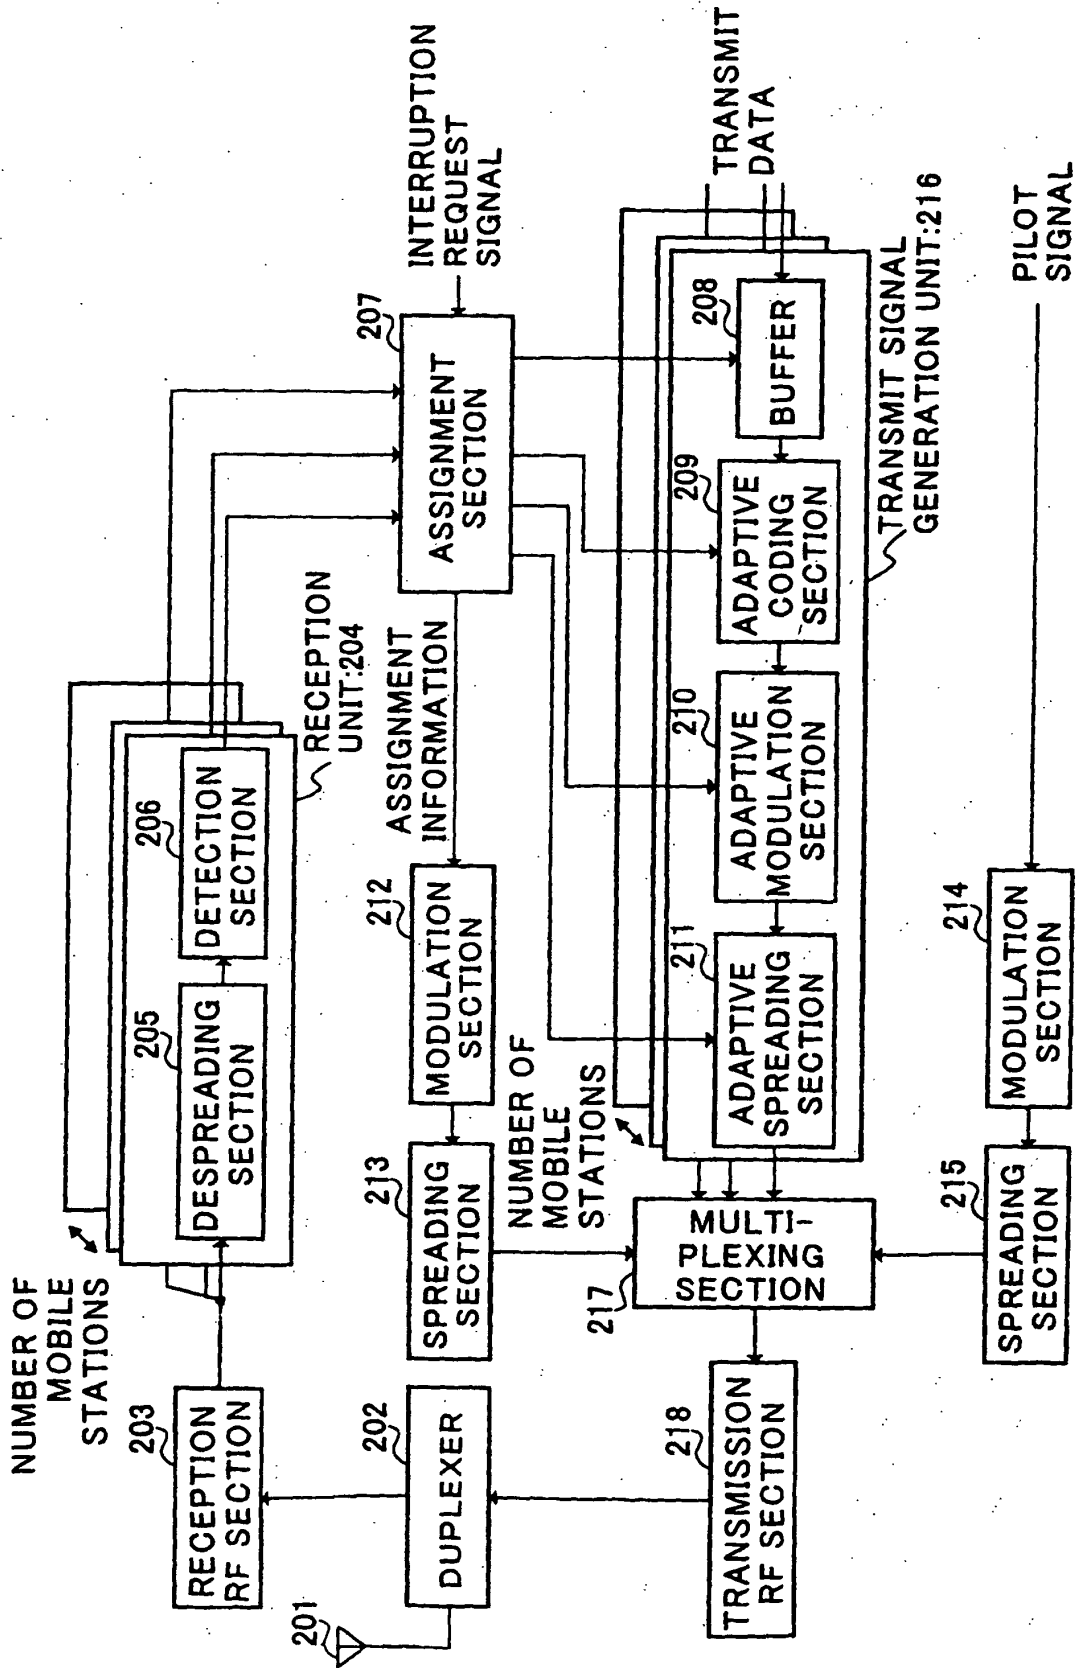 NUMBER OF
MOBILE
STATIONS
203
RECEPTION
RF SECTION
205
DESPREADING
SECTION
206
DETECTION
SECTION
RECEPTION
UNIT:204
201
202
DUPLEXER
213
SPREADING
SECTION
212
MODULATION
SECTION
ASSIGNMENT
INFORMATION
207
ASSIGNMENT
SECTION
INTERRUPTION
REQUEST
SIGNAL
NUMBER OF
MOBILE
STATIONS
218
TRANSMISSION
RF SECTION
217
MULTI-
PLEXING
SECTION
211
ADAPTIVE
SPREADING
SECTION
210
ADAPTIVE
MODULATION
SECTION
209
ADAPTIVE
CODING
SECTION
208
BUFFER
TRANSMIT
DATA
TRANSMIT SIGNAL
GENERATION UNIT:216
215
SPREADING
SECTION
214
MODULATION
SECTION
PILOT
SIGNAL